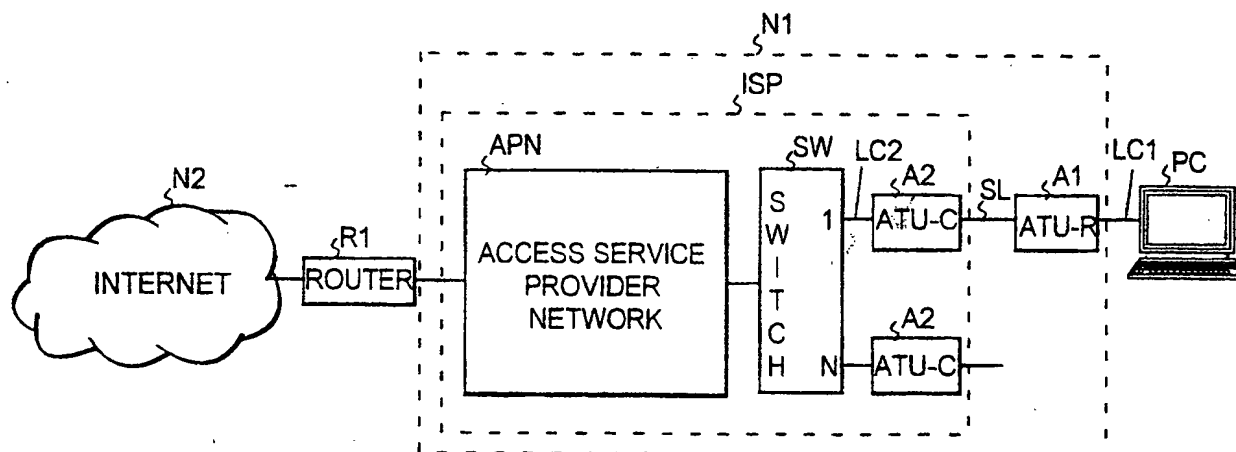 N1
ISP
APN
SW
LC2
A2
SL
A1
LC1
PC
N2
R1
INTERNET
ROUTER
ACCESS SERVICE
PROVIDER
NETWORK
SWITCH
1
N
ATU-C
ATU-R
A2
ATU-C